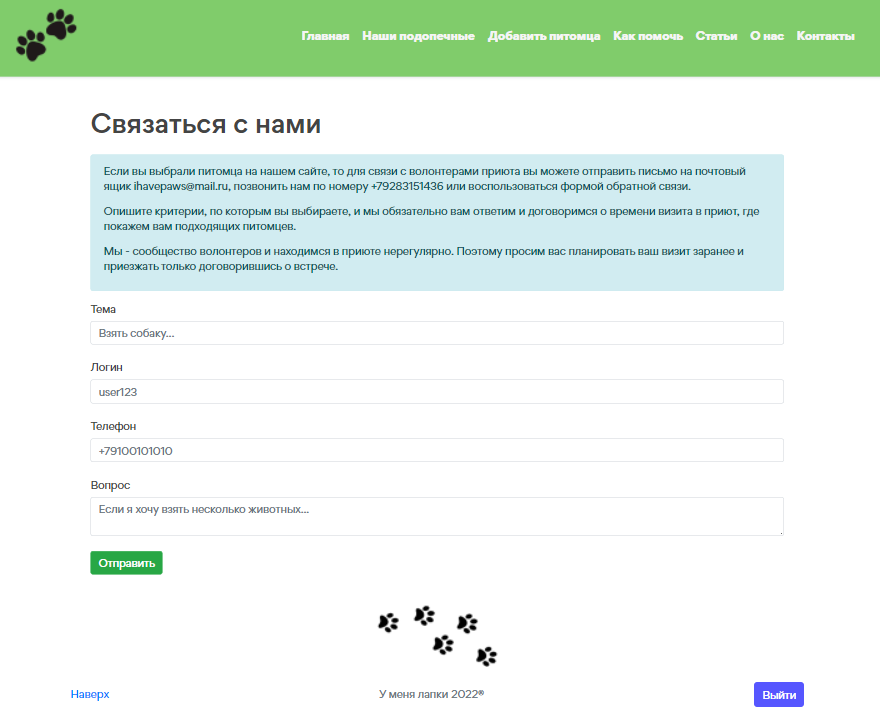 Главная Наши подопечные Добавить питомца Как помочь Статьи О нас Контакты
Связаться с нами
Если вы выбрали питомца на нашем сайте, то для связи с волонтерами приюта вы можете отправить письмо на почтовый
ящик ihavepaws@mail.ru, позвонить нам по номеру +79283151436 или воспользоваться формой обратной связи.
Опишите критерии, по которым вы выбираете, и мы обязательно вам ответим и договоримся о времени визита в приют, где
покажем вам подходящих питомцев.
Мы - сообщество волонтеров и находимся в приюте нерегулярно. Поэтому просим вас планировать ваш визит заранее и
приезжать только договорившись о встрече.
Тема
Взять собаку...
Логин
user123
Телефон
+79100101010
Вопрос
Если я хочу взять несколько животных...
Отправить
Наверх У меня лапки 2022® Выйти